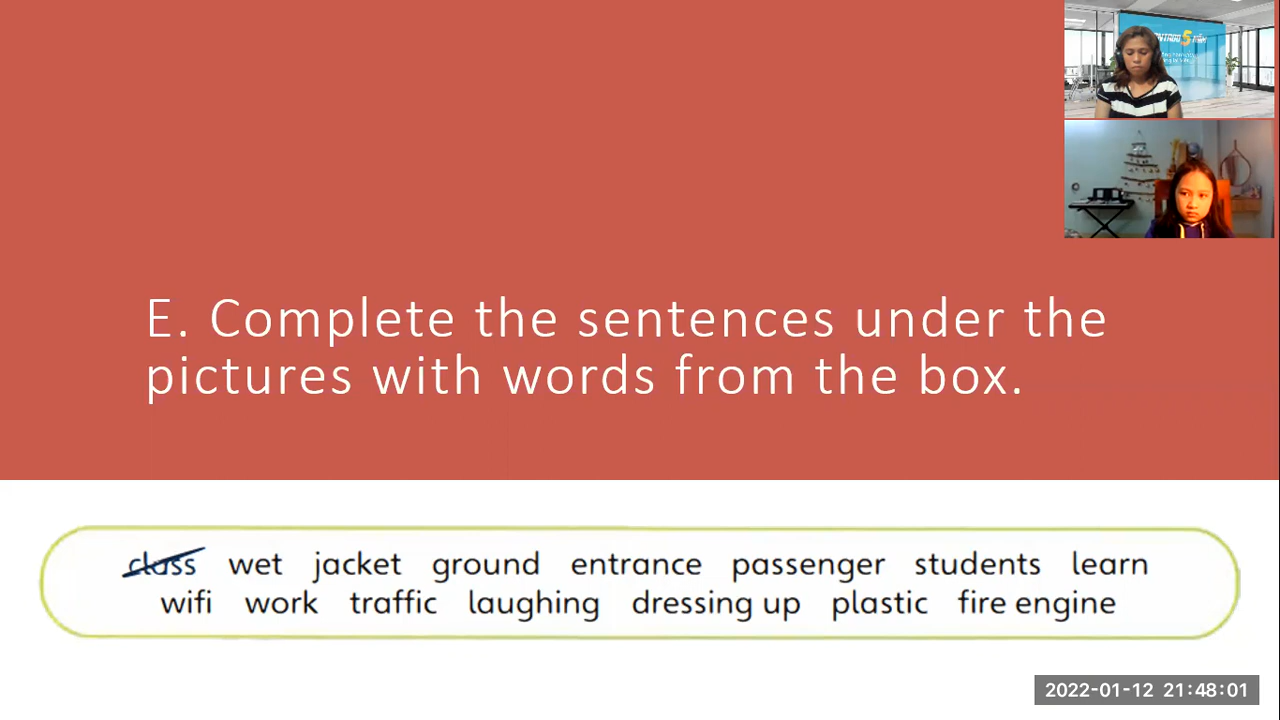 E. Complete the sentences under the
pictures with words from the box.
class wet jacket ground entrance passenger students learn
wifi work traffic laughing dressing up plastic fire engine
2022-01-12 21:48:01